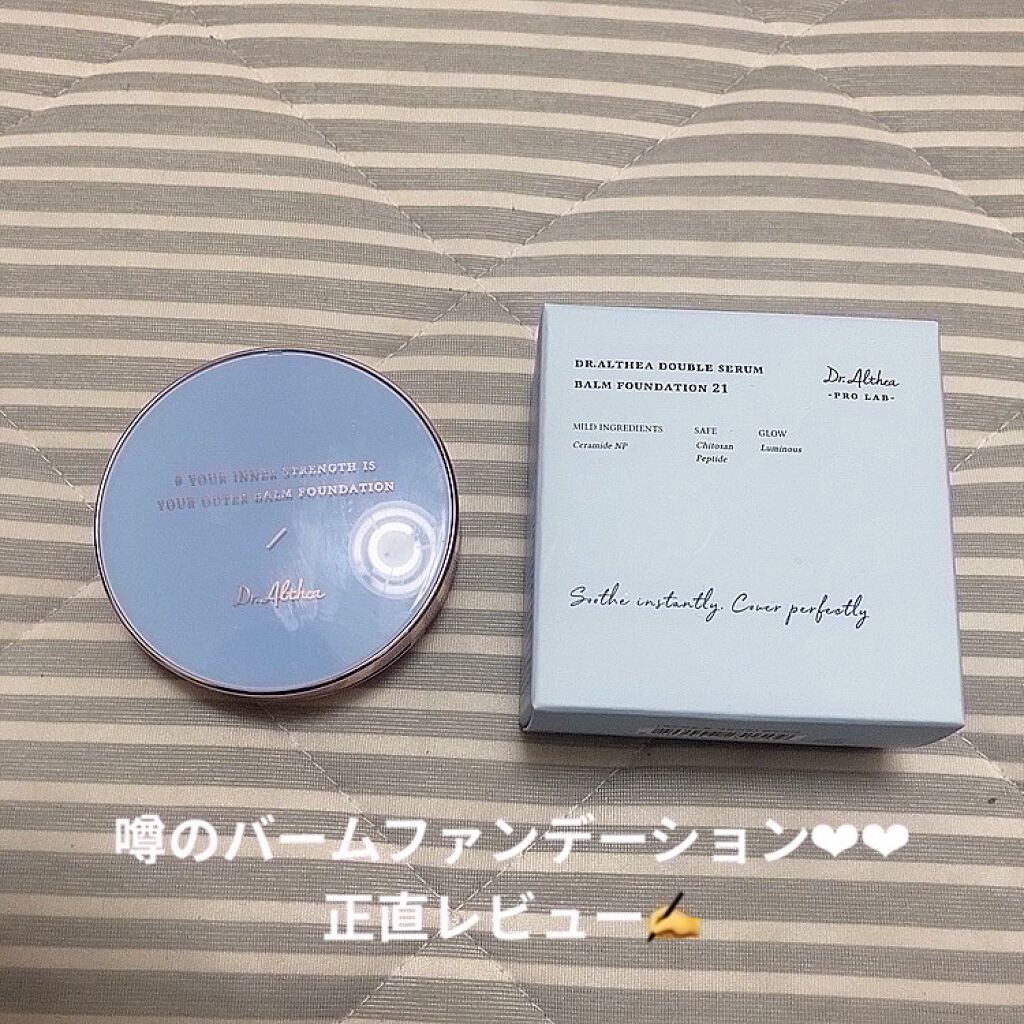 # YOUR INNER STRENGTH IS
YOUR OUTER BALM FOUNDATION
Dr.Althea
DR.ALTHEA DOUBLE SERUM
BALM FOUNDATION 21
Dr.Althea
-PRO LAB-
MILD INGREDIENTS
Ceramide NP
SAFE
Chitosan
Peptide
GLOW
Luminous
Soothe instantly. Cover perfectly
噂のバームファンデーション❤❤
正直レビュー✍